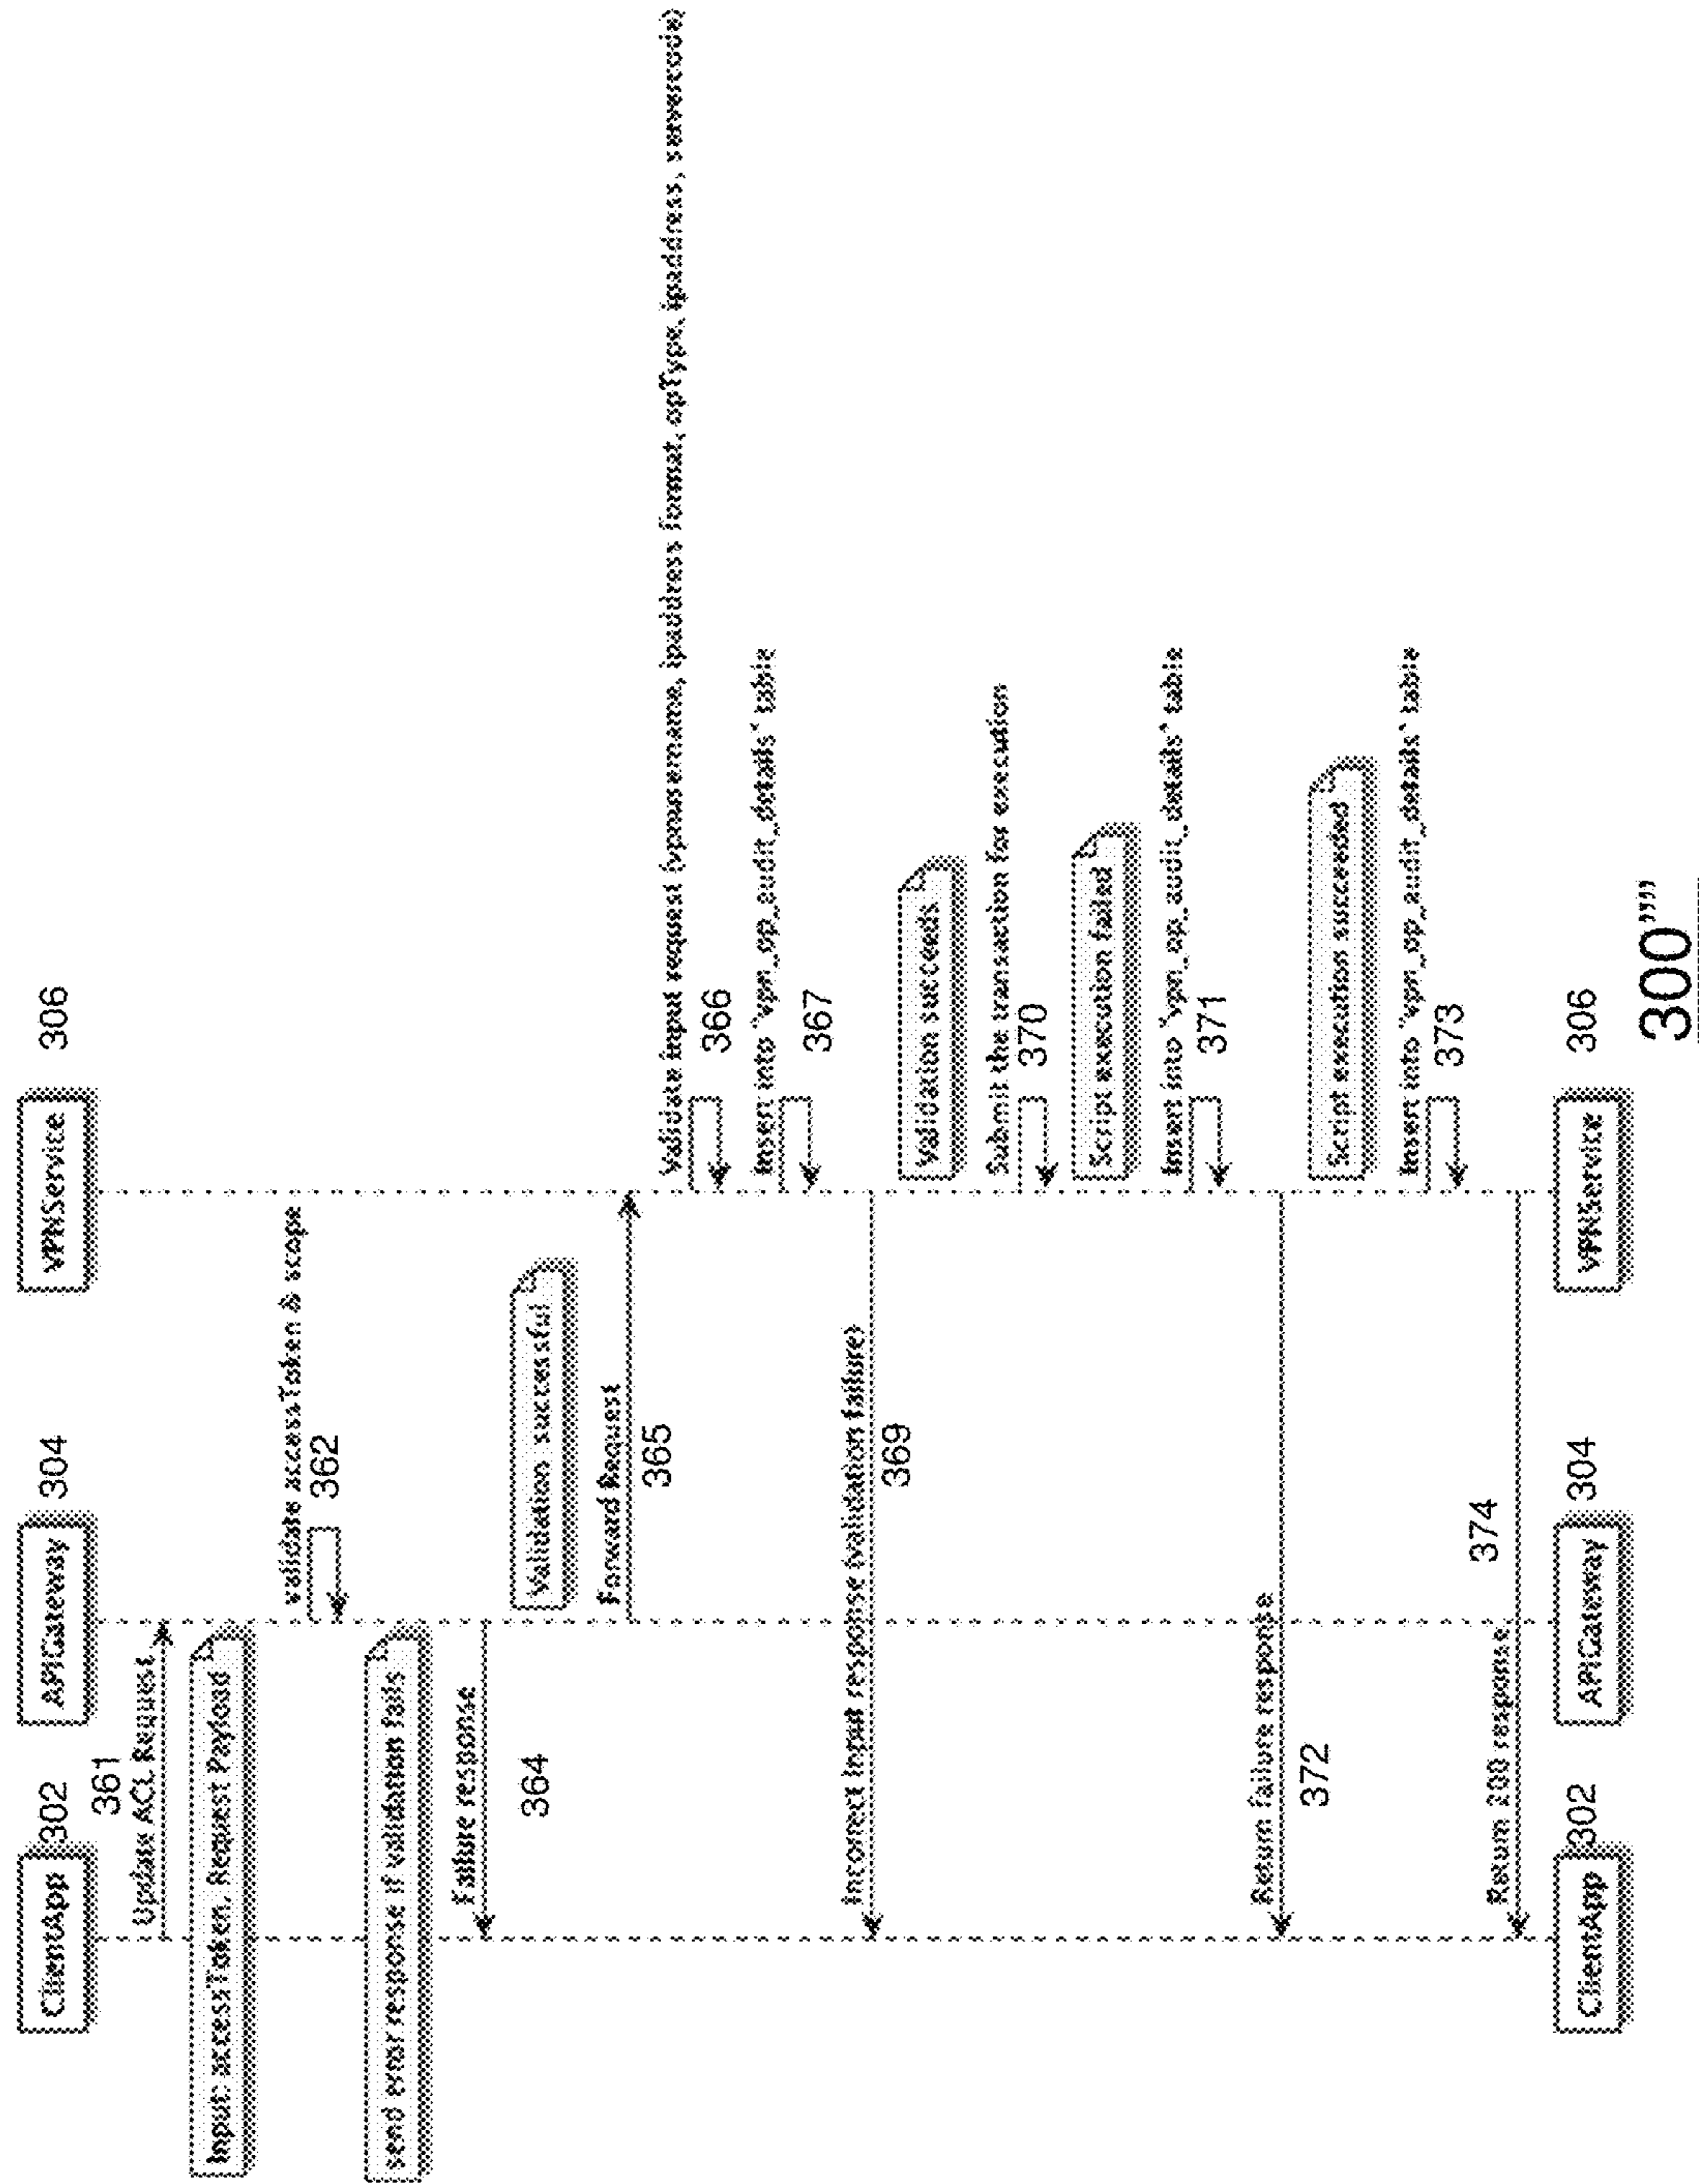 ClientApp 302
APIGateway 304
VPNService 306
361
Update ACL Request
Input: accessToken, Request Payload
validate accessToken & scope
362
send error response if validation fails
Failure response
364
Validation successful
Forward Request
365
Validate input request (vpnusername, ipaddress format, opType, ipaddress, servercode)
366
Insert into 'vpn_op_audit_details' table
367
Incorrect input response (validation failure)
369
Validation succeeds
Submit the transaction for execution
370
Script execution failed
Insert into 'vpn_op_audit_details' table
371
Return failure response
372
Script execution succeeded
Insert into 'vpn_op_audit_details' table
373
Return 200 response
374
ClientApp 302
APIGateway 304
VPNService 306
300''''